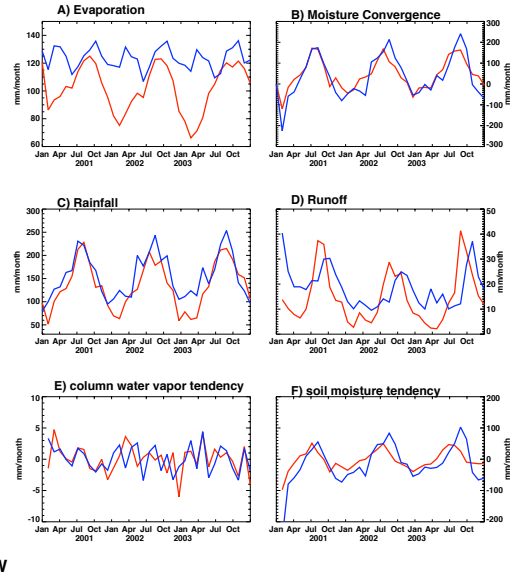 A) Evaporation
B) Moisture Convergence
140
120
100
80
60
mm/month
300
200
100
0
-100
-200
-300
mm/month
Jan Apr Jul Oct Jan Apr Jul Oct Jan Apr Jul Oct
2001 2002 2003
Jan Apr Jul Oct Jan Apr Jul Oct Jan Apr Jul Oct
2001 2002 2003
C) Rainfall
D) Runoff
300
250
200
150
100
50
mm/month
50
40
30
20
10
0
mm/month
Jan Apr Jul Oct Jan Apr Jul Oct Jan Apr Jul Oct
2001 2002 2003
Jan Apr Jul Oct Jan Apr Jul Oct Jan Apr Jul Oct
2001 2002 2003
E) column water vapor tendency
F) soil moisture tendency
10
5
0
-5
-10
mm/month
200
100
0
-100
-200
mm/month
Jan Apr Jul Oct Jan Apr Jul Oct Jan Apr Jul Oct
2001 2002 2003
Jan Apr Jul Oct Jan Apr Jul Oct Jan Apr Jul Oct
2001 2002 2003